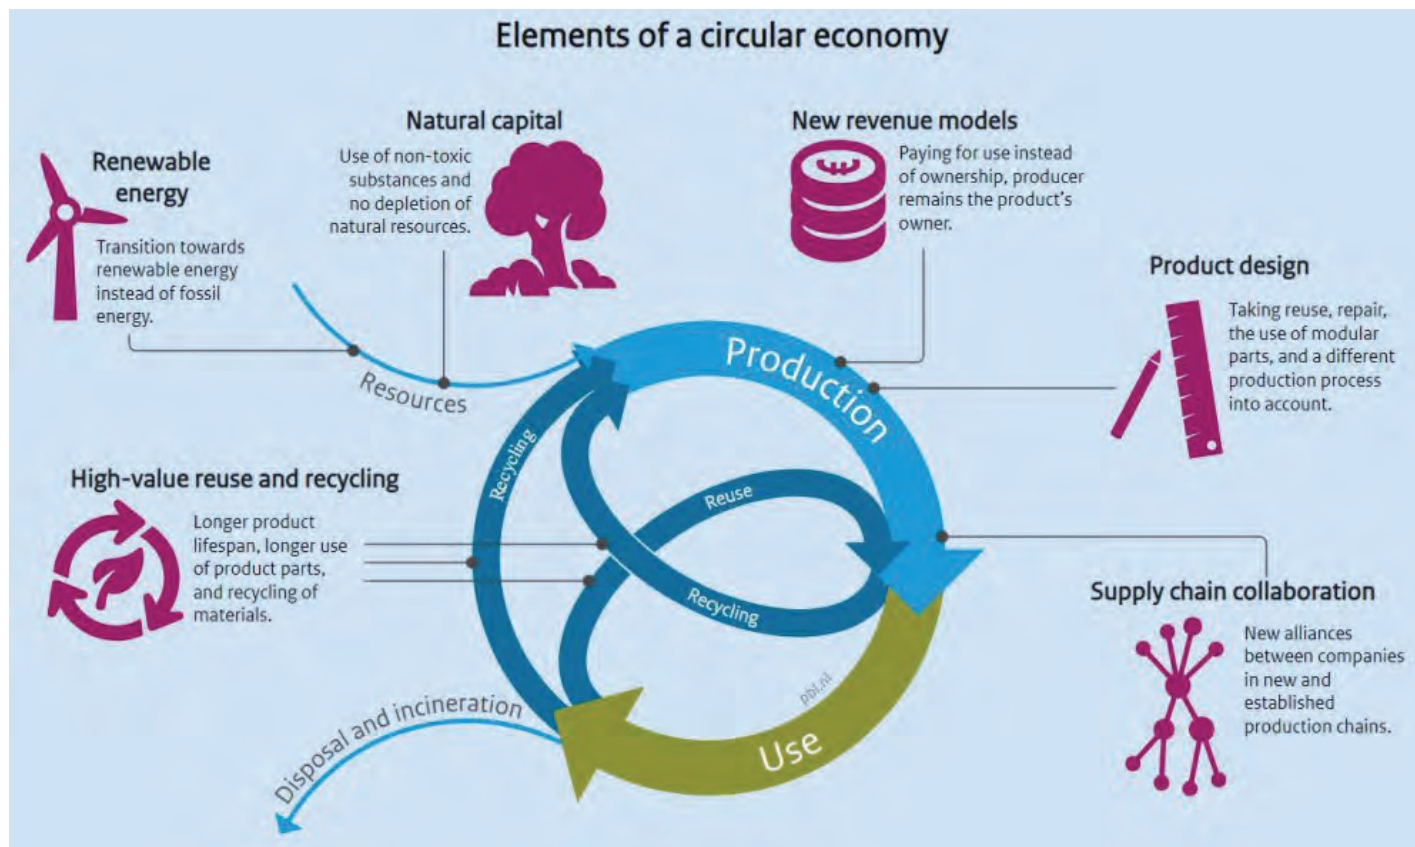 Elements of a circular economy
Renewable
energy
Transition towards
renewable energy
instead of fossil
energy.
Natural capital
Use of non-toxic
substances and
no depletion of
natural resources.
New revenue models
Paying for use instead
of ownership, producer
remains the product's
owner.
Product design
Taking reuse, repair,
the use of modular
parts, and a different
production process
into account.
Resources
Production
Recycling
Reuse
Recycling
High-value reuse and recycling
Longer product
lifespan, longer use
of product parts,
and recycling of
materials.
Supply chain collaboration
New alliances
between companies
in new and
established
production chains.
pbl.nl
Use
Disposal and incineration